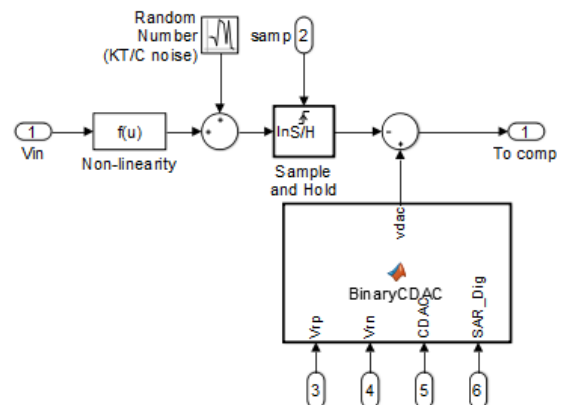 Random
Number
(KT/C noise)
samp
2
1
Vin
f(u)
Non-linearity
+
+
In S/H
Sample
and Hold
-
+
1
To comp
vdac
BinaryCDAC
Vrp
Vrn
CDAC
SAR_Dig
3
4
5
6